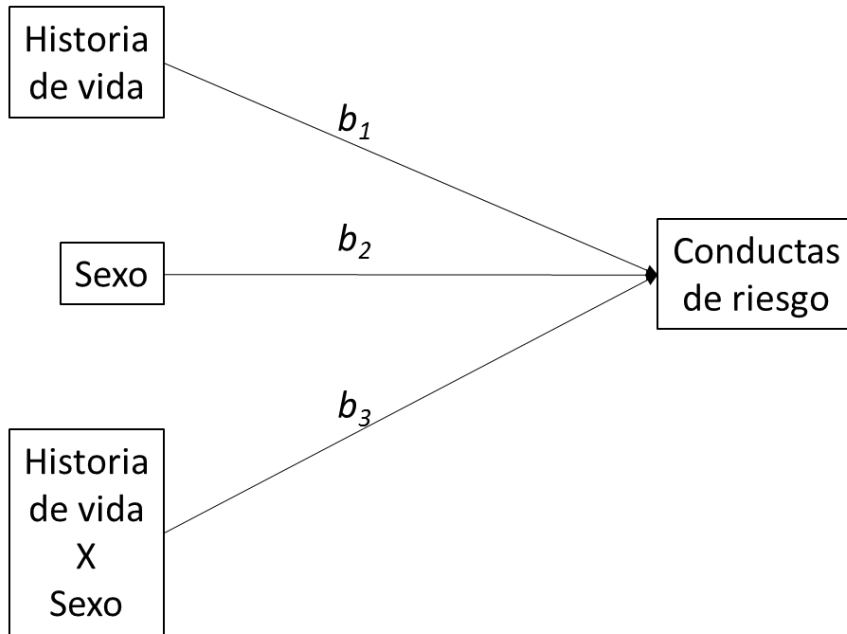 Historia
de vida
b1
Sexo
b2
Conductas
de riesgo
b3
Historia
de vida
X
Sexo